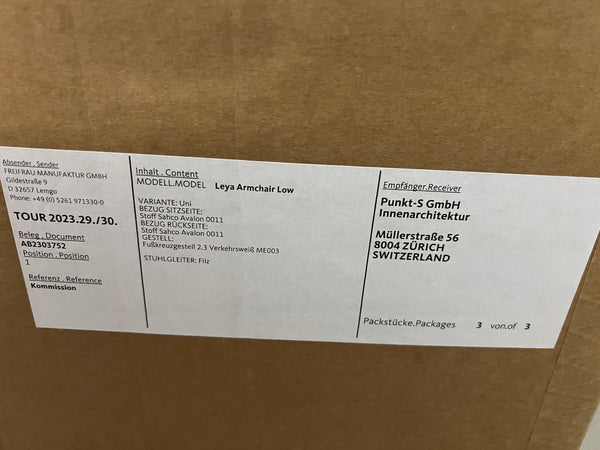 Absender . Sender
FREIFRAU MANUFAKTUR GMBH
Gildestraße 9
D 32657 Lemgo
Phone: +49 (0) 5261 971330-0
TOUR 2023.29./30.
Beleg . Document
AB2303752
Position . Position
1
Referenz . Reference
Kommission
Inhalt . Content
MODELL.MODEL Leya Armchair Low
VARIANTE: Uni
BEZUG SITZSEITE:
Stoff Sahco Avalon 0011
BEZUG RÜCKSEITE:
Stoff Sahco Avalon 0011
GESTELL:
Fußkreuzgestell 2.3 Verkehrsweiß ME003
STUHLGLEITER: Filz
Empfänger.Receiver
Punkt-S GmbH
Innenarchitektur
Müllerstraße 56
8004 ZÜRICH
SWITZERLAND
Packstücke.Packages 3 von.of 3